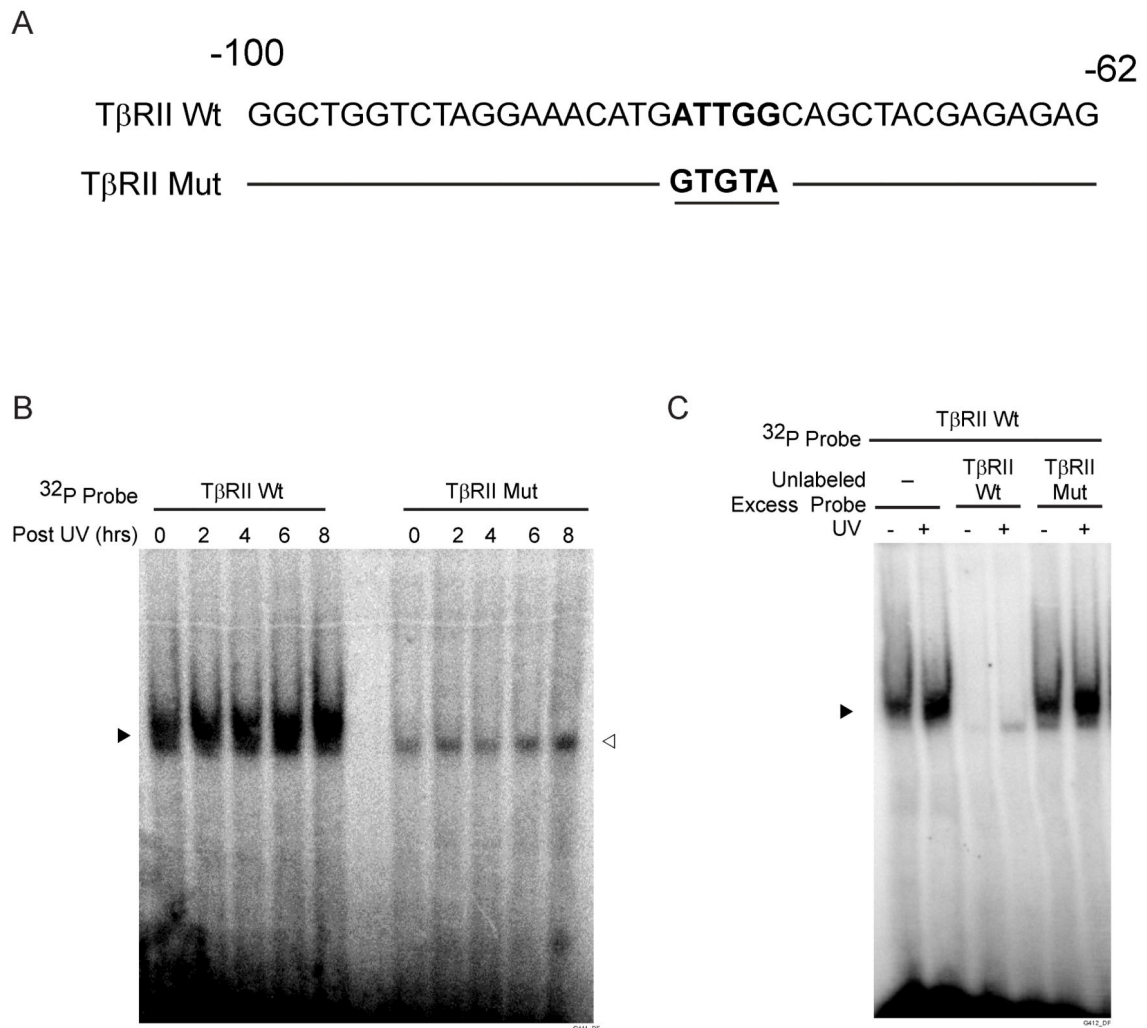 A
-100
-62
TβRII Wt GGCTGGTCTAGGAAACATGATTGGCAGCTACGAGAGAG
TβRII Mut GTGTA
B
32P Probe TβRII Wt TβRII Mut
Post UV (hrs) 0 2 4 6 8 0 2 4 6 8
C
TβRII Wt
32P Probe
Unlabeled Excess Probe – TβRII Wt TβRII Mut
UV - + - + - +
G412_DF